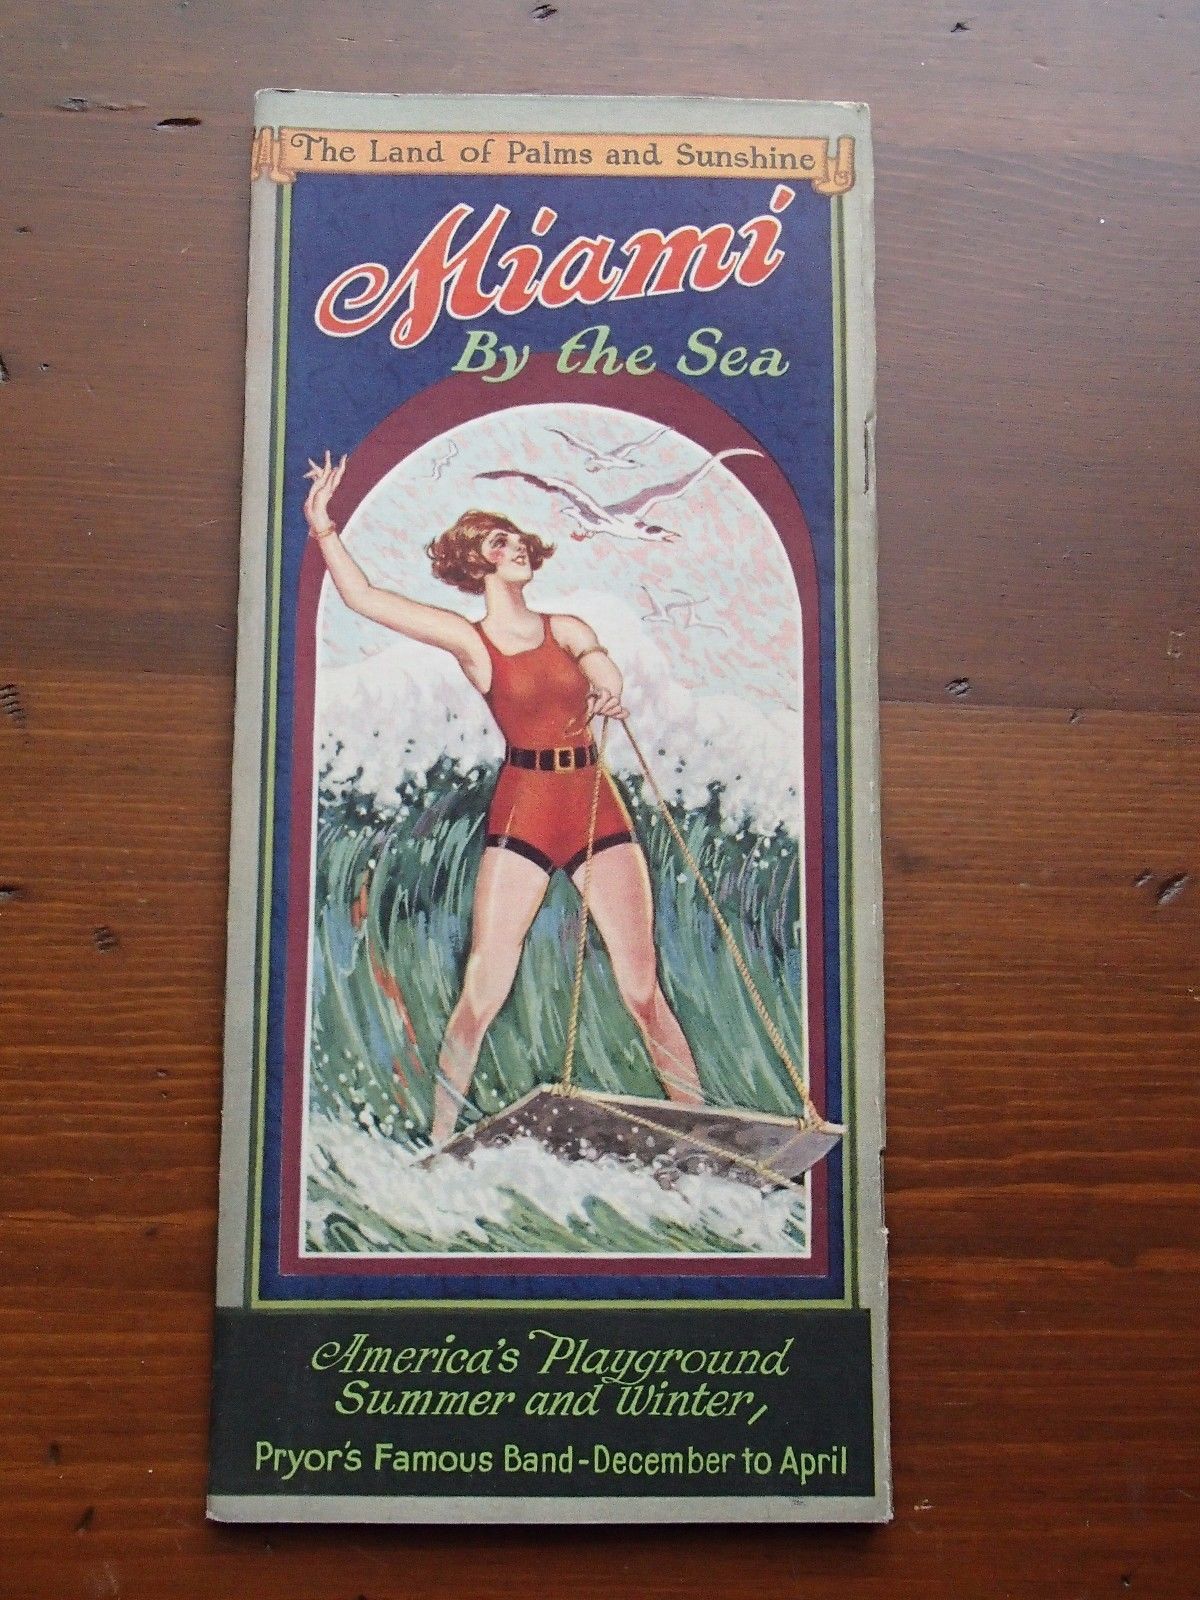 The Land of Palms and Sunshine
Miami
By the Sea
America's Playground
Summer and Winter,
Pryor's Famous Band-December to April